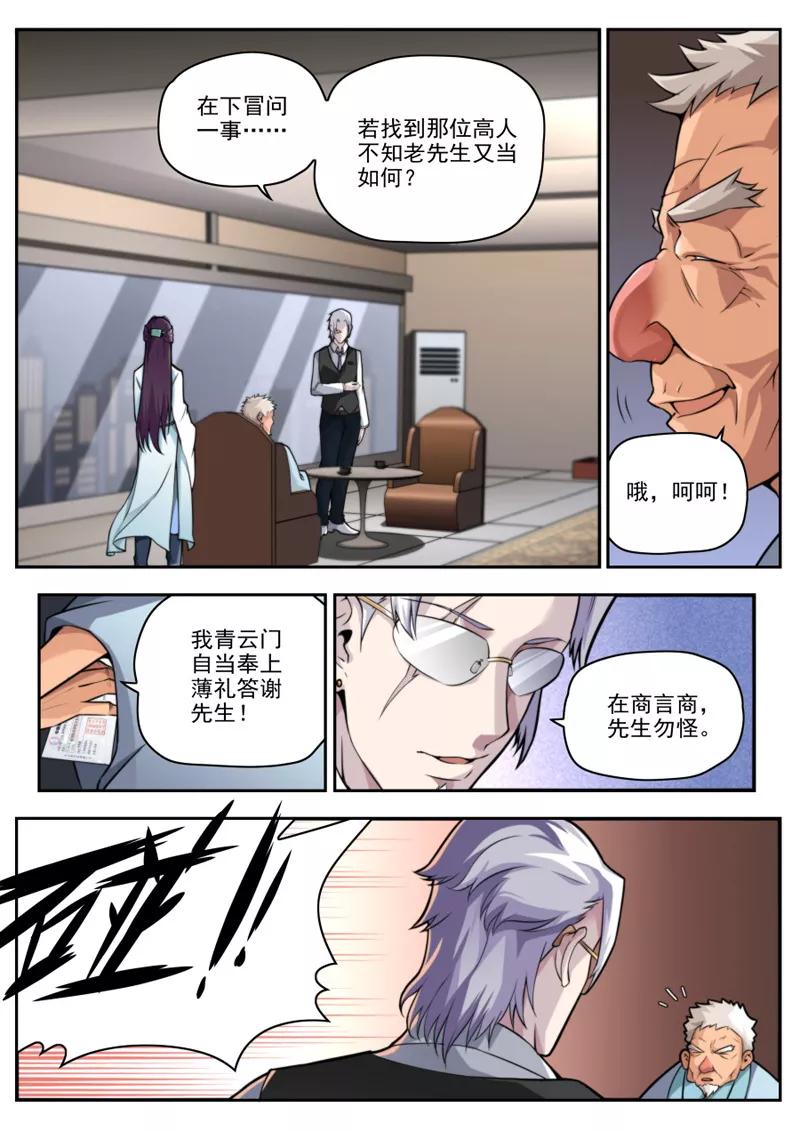 在下冒问
一事……
若找到那位高人
不知老先生又当
如何？
哦，呵呵！
我青云门
自当奉上
薄礼答谢
先生！
在商言商，
先生勿怪。
碰！！